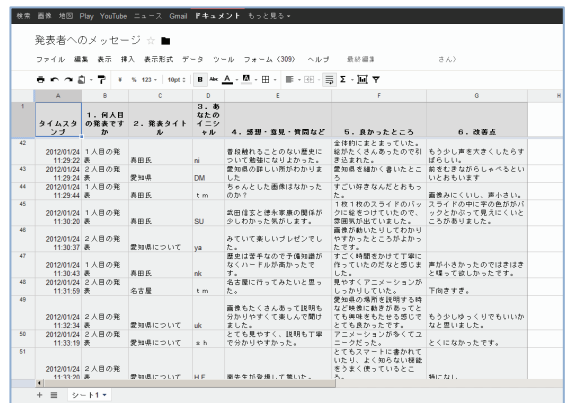 検索 画像 地図 Play YouTube ニュース Gmail ドキュメント もっと見る
発表者へのメッセージ
ファイル 編集 表示 挿入 表示形式 データ ツール フォーム (309) ヘルプ 最終編集 さん)
¥ % 123 10pt B Abc A Σ
A B C D E F G H
1 タイムスタンプ 1.何人目の発表ですか 2.発表タイトル 3.あなたのイニシャル 4.感想・意見・質問など 5.良かったところ 6.改善点
42 2012/01/24 11:29:22 1人目の発表 真田氏 ni 普段触れることのない歴史について勉強になりよかった。 全体的にまとまっていた。絵がたくさんあったので引き込まれた。 もう少し声を大きくしたらすばらしい。
43 2012/01/24 11:29:24 2人目の発表 愛知県 DM 愛知県の詳しい所がわかりました 愛知県を細かく書いたところ 前をむきながらしゃべるといいとおもいます
44 2012/01/24 11:29:44 1人目の発表 真田氏 tm ちゃんとした画像はなかったのか? すごい好きなんだとおもった。 画像みにくいし、声小さい。
45 2012/01/24 11:30:20 1人目の発表 真田氏 SU 武田信玄と徳永家康の関係が少しわかった気がします。 1枚1枚のスライドのバックに絵をつけていたので、雰囲気が出ていました。 スライドの中に字の色ががバックとかぶって見えにくいところがありました。
46 2012/01/24 11:30:37 2人目の発表 愛知県について ya みていて楽しいプレゼンでした。 画像が動いたりしてわかりやすかったところがよかったです。
47 2012/01/24 11:30:43 1人目の発表 真田氏 nk 歴史は苦手なので予備知識がなくハードルが高かったです。 すごく時間をかけて丁寧に作っていたのだなと感じました。 声が小さかったのではきはきと喋って欲しかったです。
48 2012/01/24 11:31:59 2人目の発表 名古屋 tm 名古屋に行ってみたいと思った。 見やすくアニメーションがしっかりしていた。 下向きすぎ。
49 2012/01/24 11:32:34 2人目の発表 愛知県について uk 画像もたくさんあって説明も分かりやすくて楽しんで聞けました。 愛知県の場所を説明する時など映像に動きがあってとても興味をもたせる感じでとても良かったです。 もう少しゆっくりでもいいかなと思いました。
50 2012/01/24 11:33:19 2人目の発表 愛知県について sh とても見やすく、説明も丁寧で分かりやすかった。 アニメーションが多くてユニークだった。 とくになかったです。
51 2012/01/24 11:33:20 2人目の発表 愛知県について HF とてもスマートに書かれていたり、よく知らない機能をうまく使っているところ。 特になし
シート1